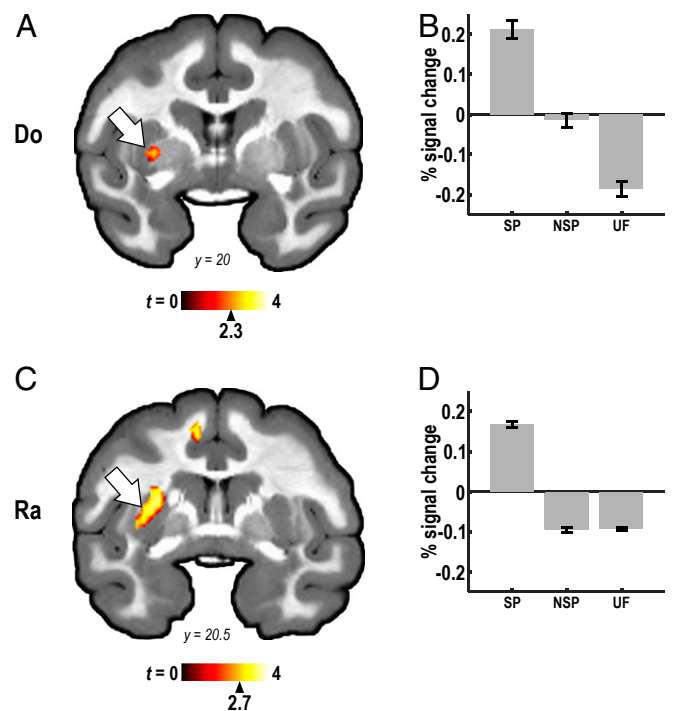 A
Do
y = 20
t = 0 4
2.3
B
% signal change
0.2
0.1
0
-0.1
-0.2
SP NSP UF
C
Ra
y = 20.5
t = 0 4
2.7
D
% signal change
0.2
0.1
0
-0.1
-0.2
SP NSP UF